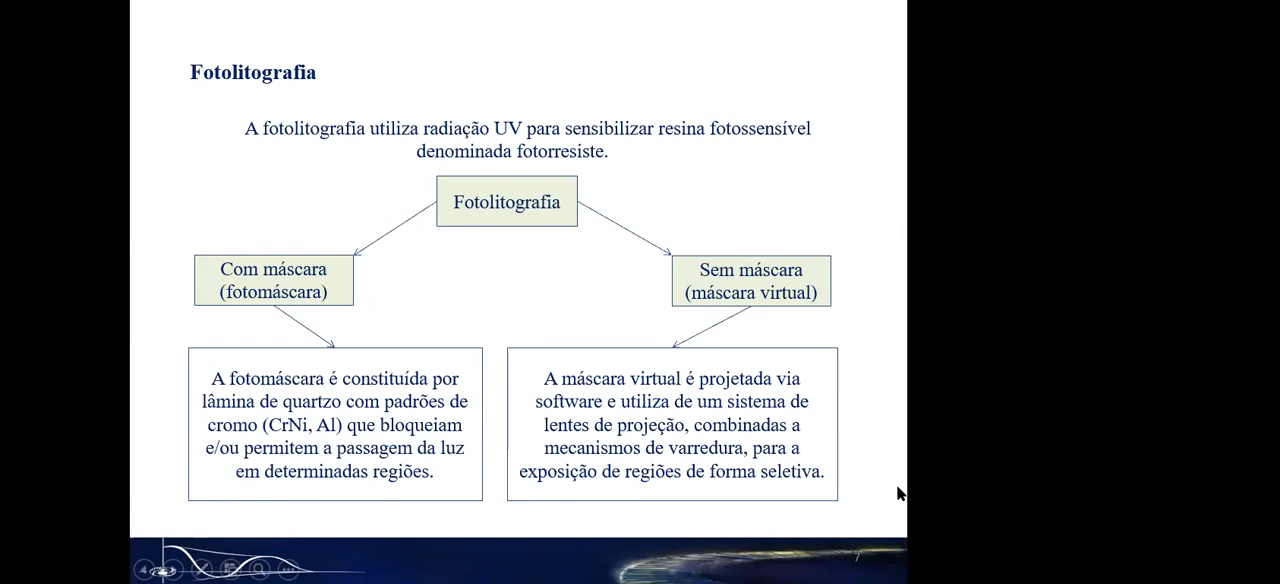 Fotolitografia
A fotolitografia utiliza radiação UV para sensibilizar resina fotossensível
denominada fotorresiste.
Fotolitografia
Com máscara
(fotomáscara)
Sem máscara
(máscara virtual)
A fotomáscara é constituída por
lâmina de quartzo com padrões de
cromo (CrNi, Al) que bloqueiam
e/ou permitem a passagem da luz
em determinadas regiões.
A máscara virtual é projetada via
software e utiliza de um sistema de
lentes de projeção, combinadas a
mecanismos de varredura, para a
exposição de regiões de forma seletiva.
7